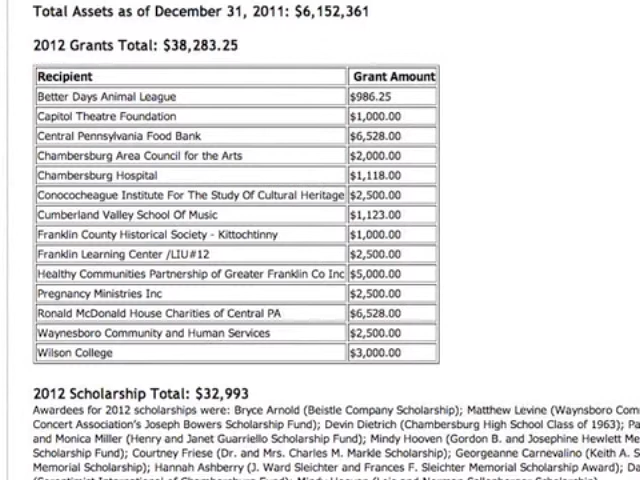 Total Assets as of December 31, 2011: $6,152,361
2012 Grants Total: $38,283.25
Recipient Grant Amount
Better Days Animal League $986.25
Capitol Theatre Foundation $1,000.00
Central Pennsylvania Food Bank $6,528.00
Chambersburg Area Council for the Arts $2,000.00
Chambersburg Hospital $1,118.00
Conococheague Institute For The Study Of Cultural Heritage $2,500.00
Cumberland Valley School Of Music $1,123.00
Franklin County Historical Society - Kittochtinny $1,000.00
Franklin Learning Center /LIU#12 $2,500.00
Healthy Communities Partnership of Greater Franklin Co Inc $5,000.00
Pregnancy Ministries Inc $2,500.00
Ronald McDonald House Charities of Central PA $6,528.00
Waynesboro Community and Human Services $2,500.00
Wilson College $3,000.00
2012 Scholarship Total: $32,993
Awardees for 2012 scholarships were: Bryce Arnold (Beistle Company Scholarship); Matthew Levine (Waynsboro Com
Concert Association's Joseph Bowers Scholarship Fund); Devin Dietrich (Chambersburg High School Class of 1963); Pa
and Monica Miller (Henry and Janet Guarriello Scholarship Fund); Mindy Hooven (Gordon B. and Josephine Hewlett Me
Scholarship Fund); Courtney Friese (Dr. and Mrs. Charles M. Markle Scholarship); Georgeanne Carnevalino (Keith A. S
Memorial Scholarship); Hannah Ashberry (J. Ward Sleichter and Frances F. Sleichter Memorial Scholarship Award); Da